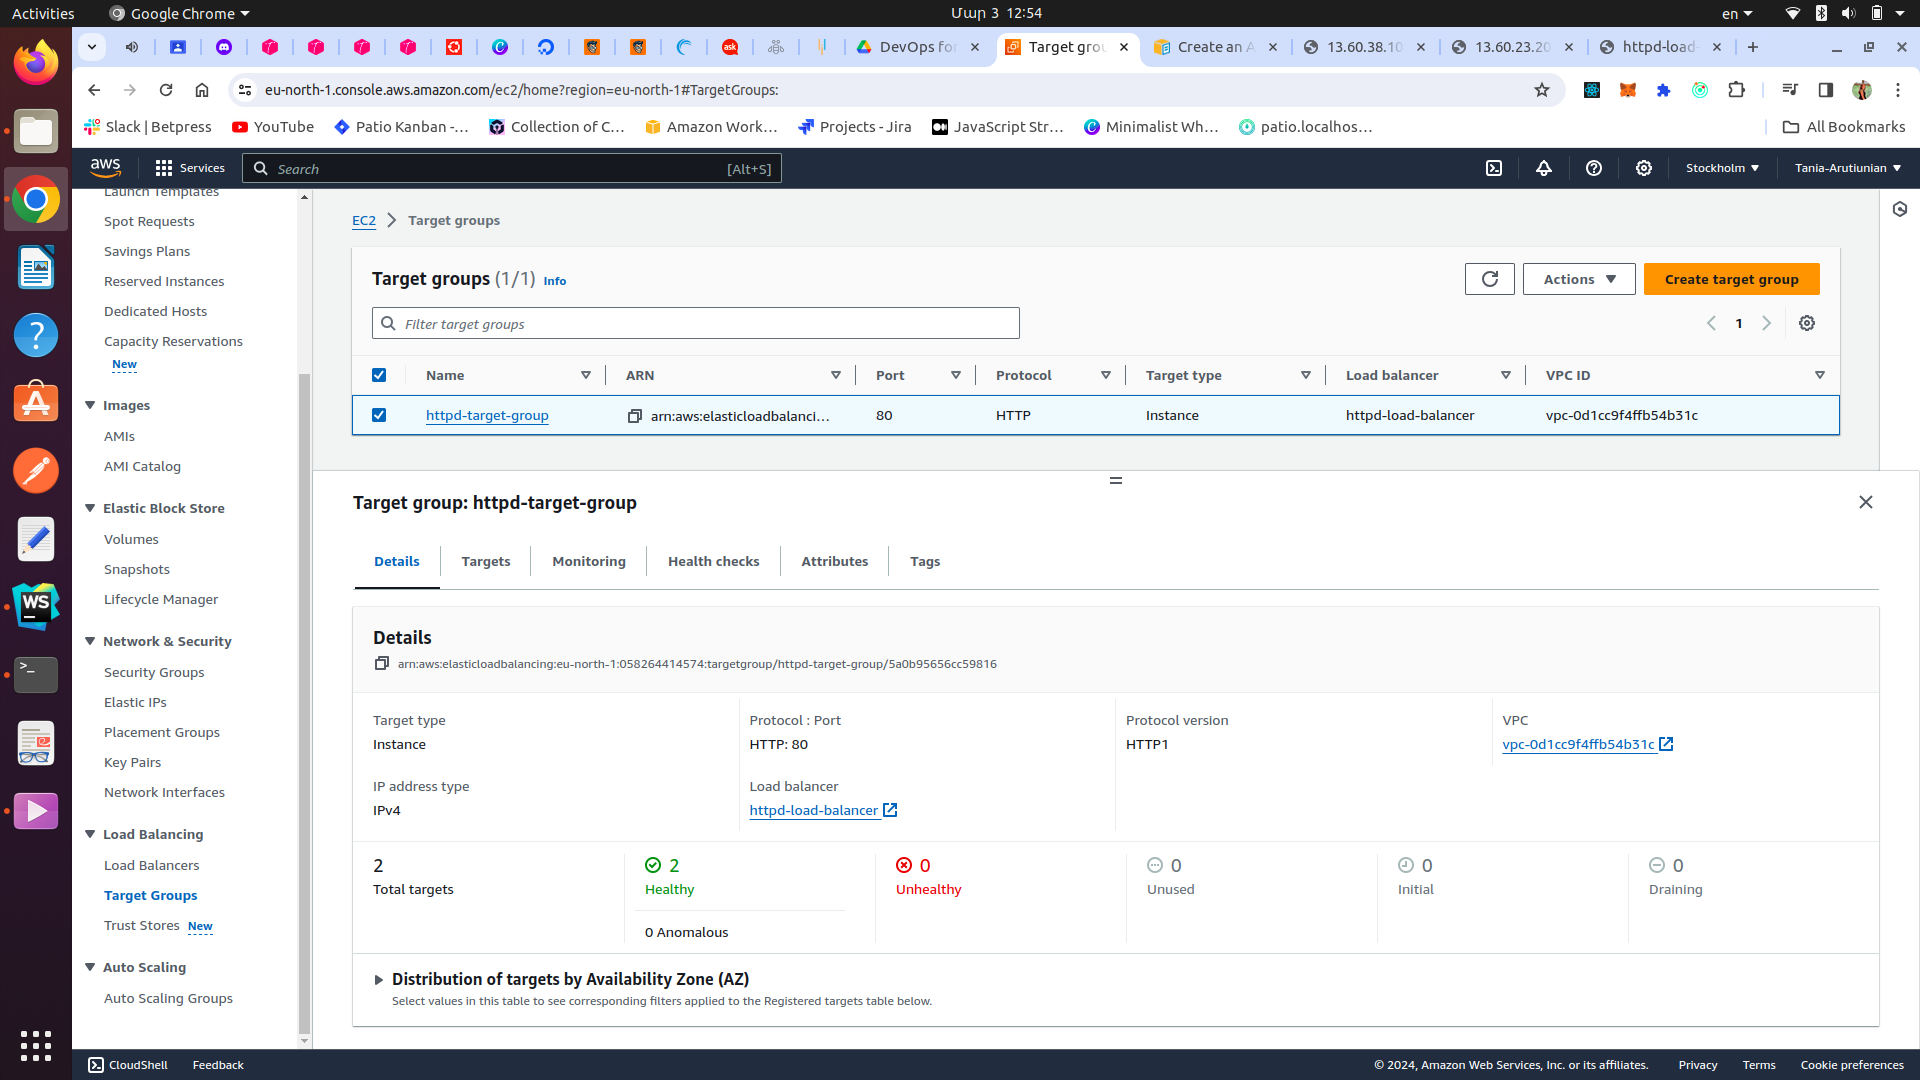 Activities
Google Chrome
Մար 3 12:54
en
DevOps for
Target grou
Create an A
13.60.38.10
13.60.23.20
httpd-load-
eu-north-1.console.aws.amazon.com/ec2/home?region=eu-north-1#TargetGroups:
Slack | Betpress
YouTube
Patio Kanban -...
Collection of C...
Amazon Work...
Projects - Jira
JavaScript Str...
Minimalist Wh...
patio.localhos...
All Bookmarks
aws
Services
Search
[Alt+S]
Stockholm
Tania-Arutiunian
Launch Templates
Spot Requests
Savings Plans
Reserved Instances
Dedicated Hosts
Capacity Reservations
New
Images
AMIs
AMI Catalog
Elastic Block Store
Volumes
Snapshots
Lifecycle Manager
Network & Security
Security Groups
Elastic IPs
Placement Groups
Key Pairs
Network Interfaces
Load Balancing
Load Balancers
Target Groups
Trust Stores New
Auto Scaling
Auto Scaling Groups
EC2 > Target groups
Target groups (1/1) Info
Actions
Create target group
Filter target groups
1
Name
ARN
Port
Protocol
Target type
Load balancer
VPC ID
httpd-target-group
arn:aws:elasticloadbalanci...
80
HTTP
Instance
httpd-load-balancer
vpc-0d1cc9f4ffb54b31c
Target group: httpd-target-group
Details
Targets
Monitoring
Health checks
Attributes
Tags
Details
arn:aws:elasticloadbalancing:eu-north-1:058264414574:targetgroup/httpd-target-group/5a0b95656cc59816
Target type
Instance
Protocol : Port
HTTP: 80
Protocol version
HTTP1
VPC
vpc-0d1cc9f4ffb54b31c
IP address type
IPv4
Load balancer
httpd-load-balancer
2
Total targets
2
Healthy
0 Anomalous
0
Unhealthy
0
Unused
0
Initial
0
Draining
Distribution of targets by Availability Zone (AZ)
Select values in this table to see corresponding filters applied to the Registered targets table below.
CloudShell
Feedback
© 2024, Amazon Web Services, Inc. or its affiliates.
Privacy
Terms
Cookie preferences
WS
ask